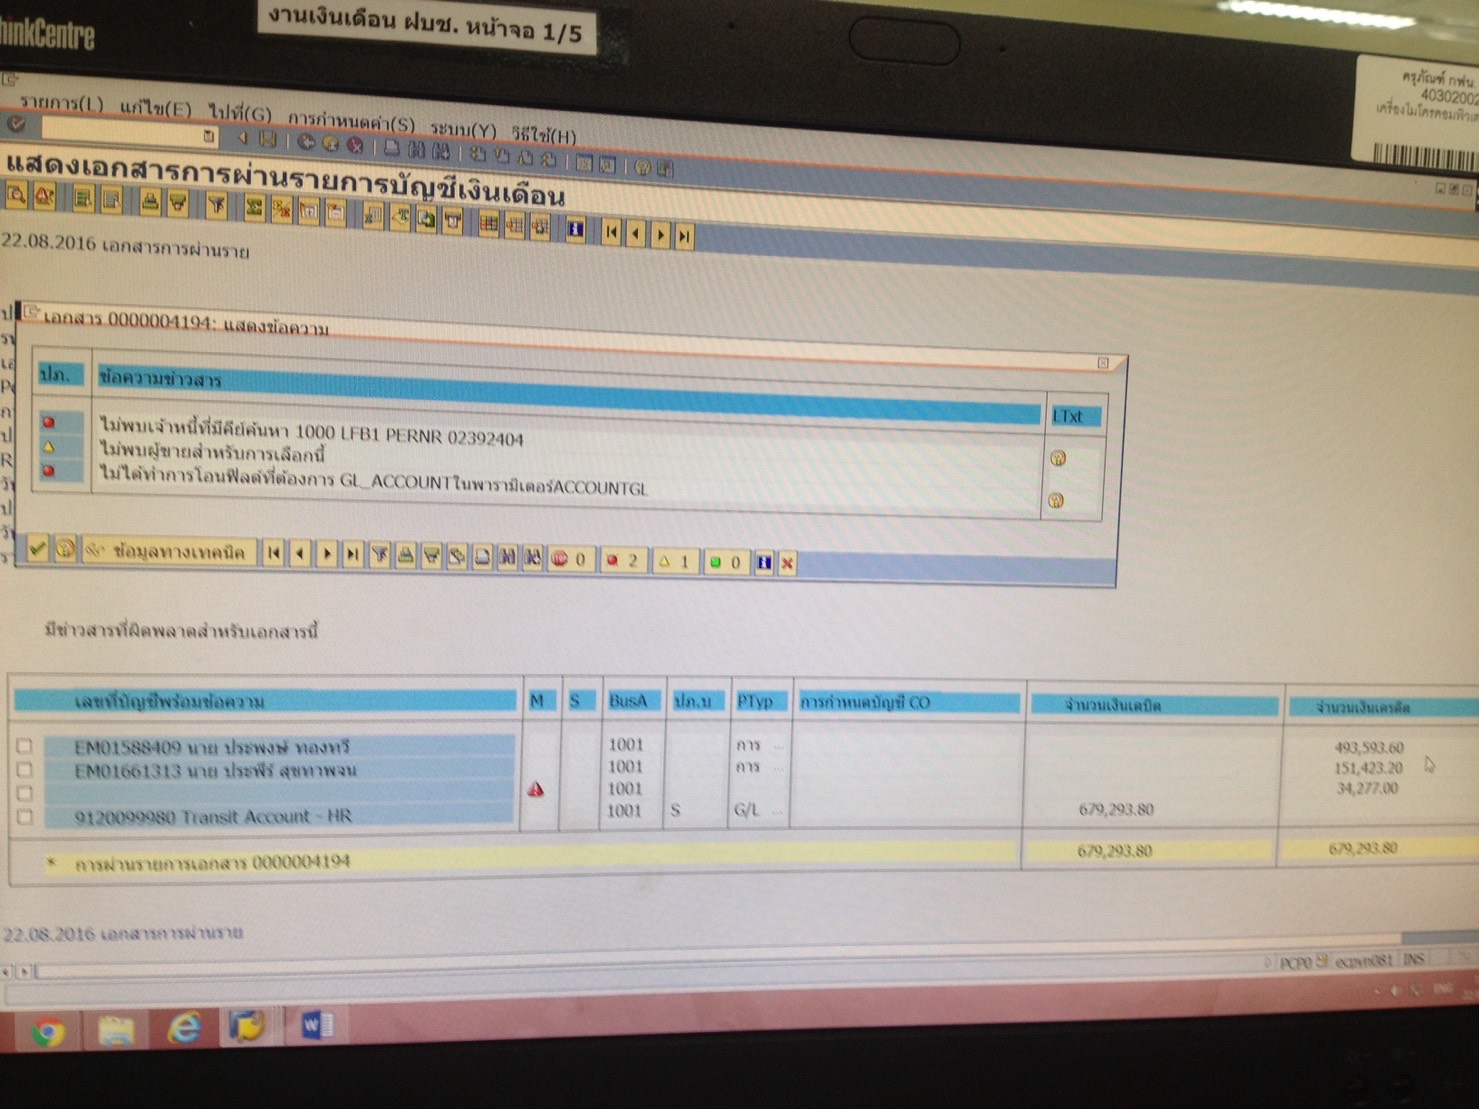 งานเงินเดือน ฝบช. หน้าจอ 1/5
hinkCentre
ครุภัณฑ์ กฟน.
40302002
รายการ(L) แก้ไข(E) ไปที่(G) การกำหนดค่า(S) ระบบ(Y) วิธีใช้(H)
แสดงเอกสารการผ่านรายการบัญชีเงินเดือน
22.08.2016 เอกสารการผ่านราย
เอกสาร 0000004194: แสดงข้อความ
ปภ. ข้อความข่าวสาร LTxt
ไม่พบเจ้าหนี้ที่มีคีย์ค้นหา 1000 LFB1 PERNR 02392404
ไม่พบผู้ขายสำหรับการเลือกนี้
ไม่ได้ทำการโอนฟิลด์ที่ต้องการ GL_ACCOUNTในพารามิเตอร์ACCOUNTGL
ข้อมูลทางเทคนิค 0 2 1 0
มีข่าวสารที่ผิดพลาดสำหรับเอกสารนี้
เลขที่บัญชีพร้อมข้อความ M S BusA ปภ.บ PTyp การกำหนดบัญชี CO จำนวนเงินเดบิต จำนวนเงินเครดิต
EM01588409 นาย ประพงษ์ ทองทรี 1001 การ ... 493,593.60
EM01661313 นาย ประพีร์ สุขทาพจน 1001 การ ... 151,423.20
1001 34,277.00
9120099980 Transit Account - HR 1001 S G/L ... 679,293.80
* การผ่านรายการเอกสาร 0000004194 679,293.80 679,293.80
22.08.2016 เอกสารการผ่านราย
PCP0 ecpvn081 INS
ENG